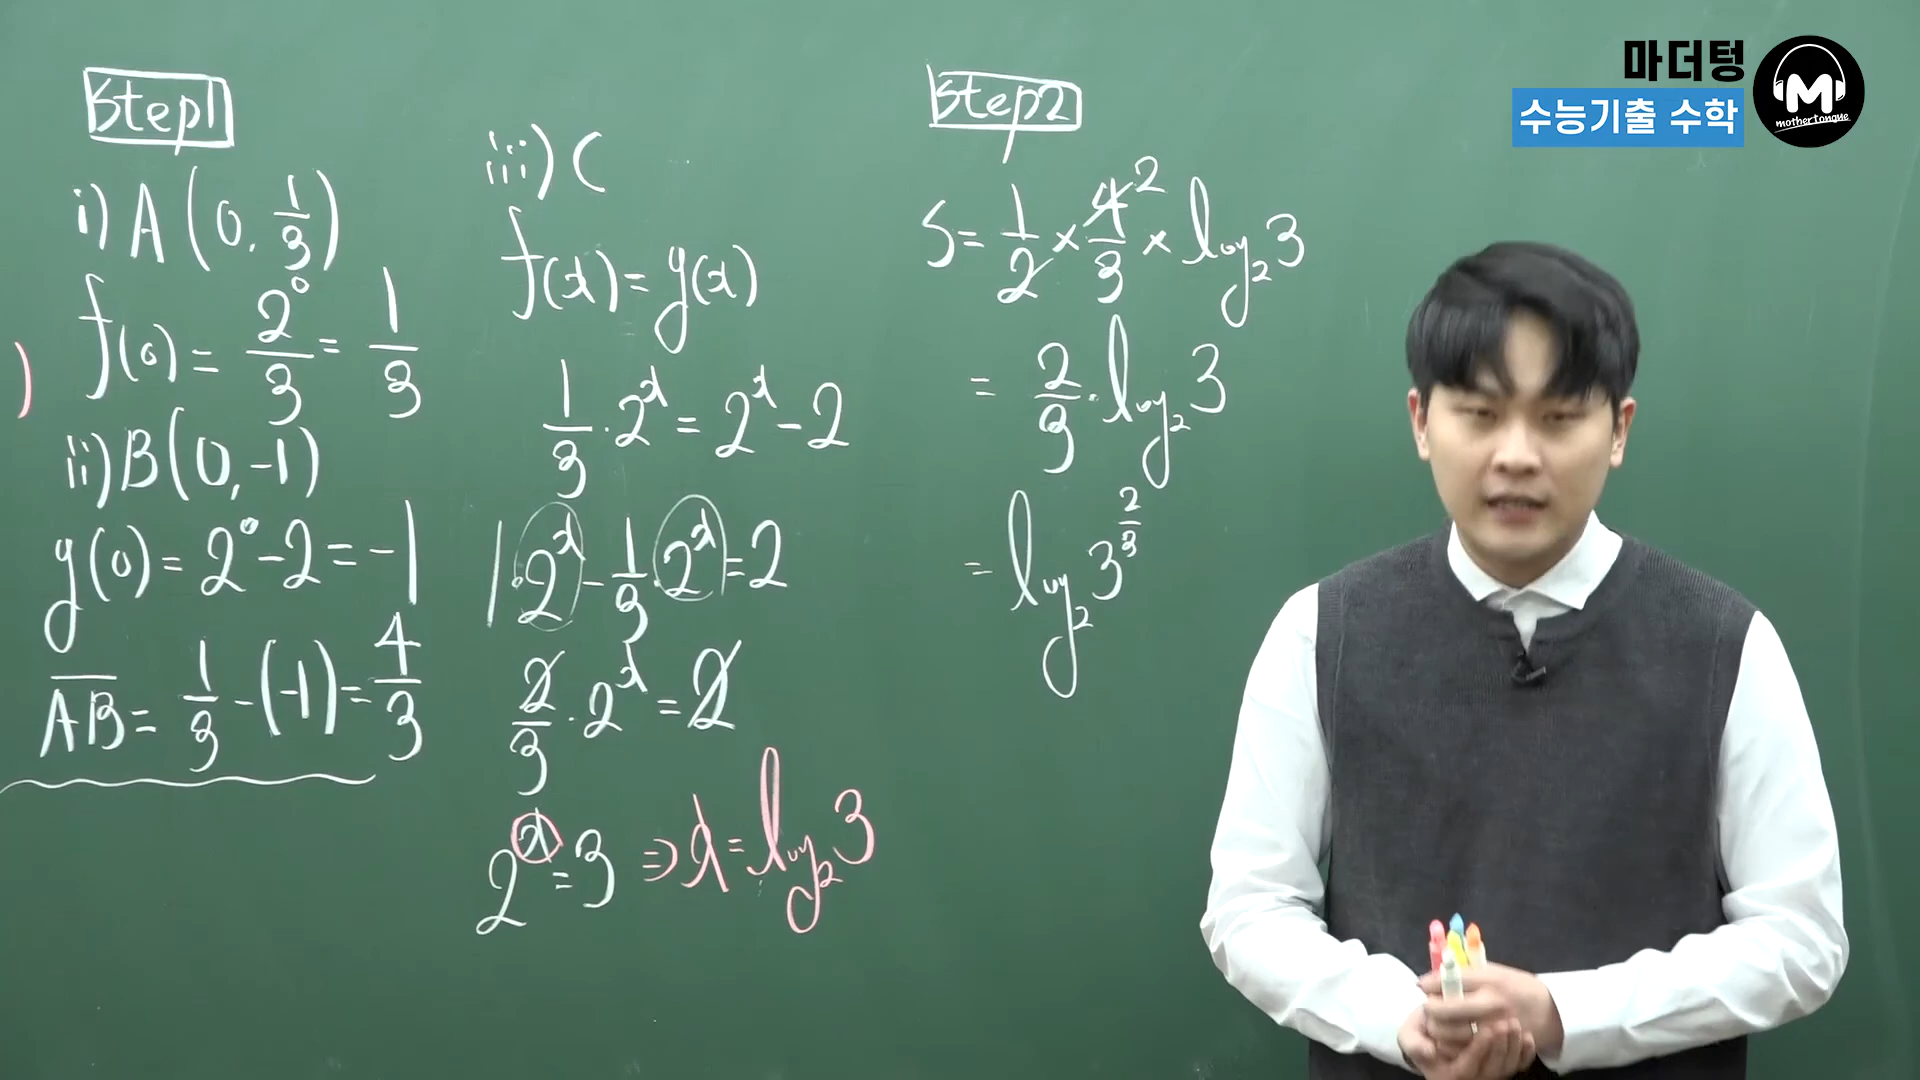 마더텅
수능기출 수학
M
mothertongue
Step1
i) A (0, 1/3)
f(0) = 2⁰/3 = 1/3
)
ii) B(0, -1)
g(0) = 2⁰ - 2 = -1
AB = 1/3 - (-1) = 4/3
iii) C
f(x) = g(x)
1/3 · 2ˣ = 2ˣ - 2
1·2ˣ - 1/3·2ˣ = 2
2/3 · 2ˣ = 2
2ˣ = 3 ⇒ x = log₂3
Step2
S = 1/2 × 4/3 × log₂3
2
= 2/3 · log₂3
= log₂3^(2/3)